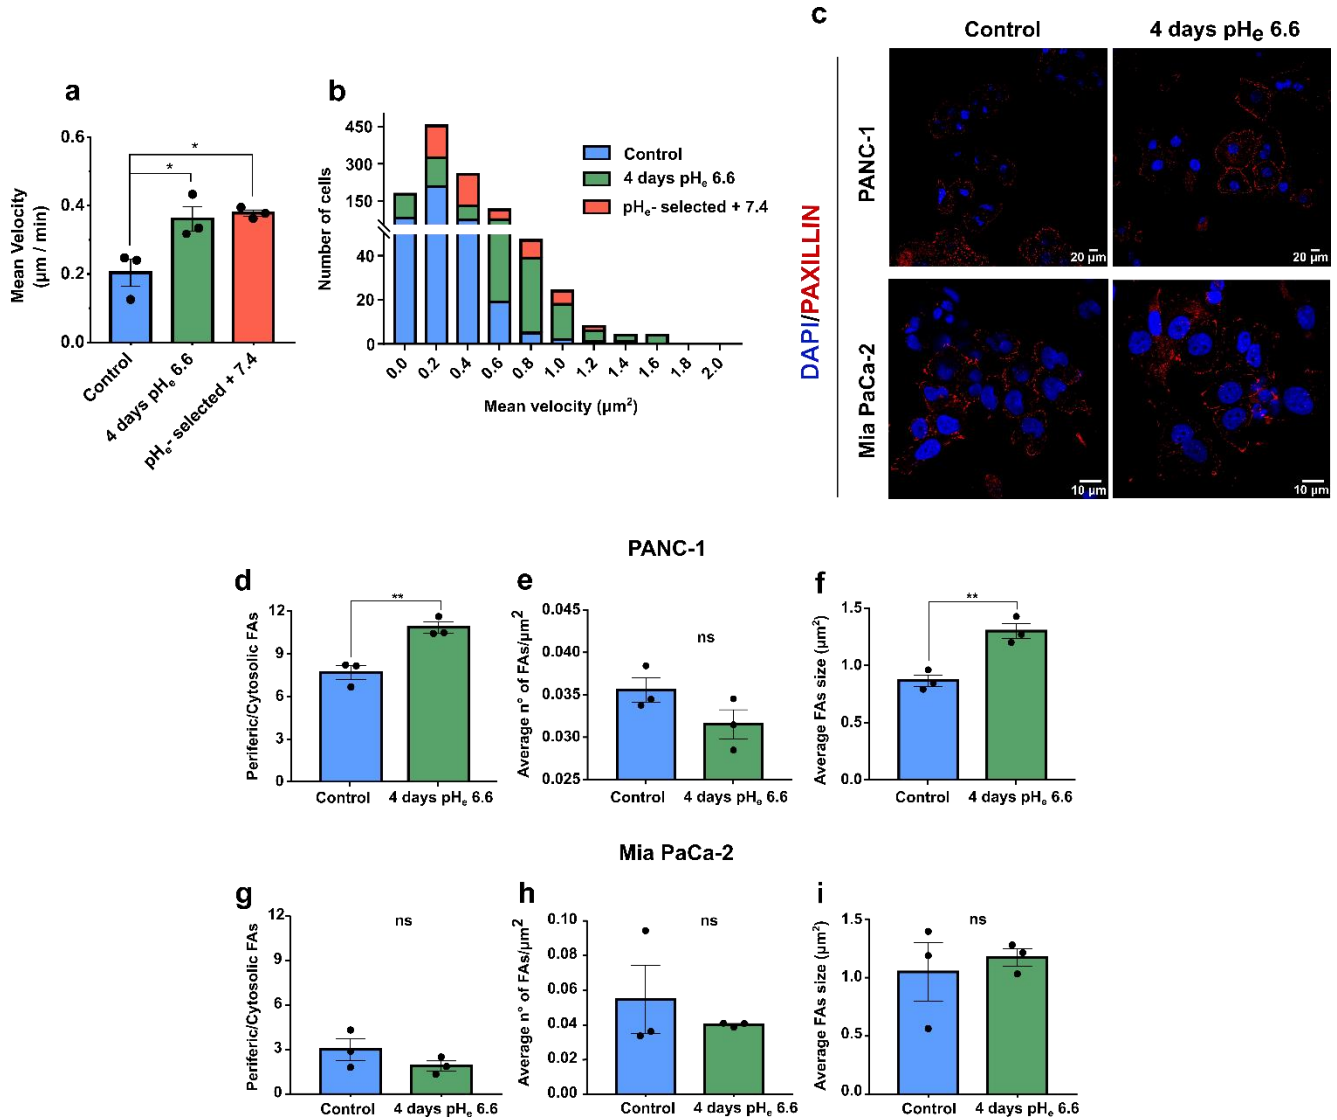 a
Mean Velocity
(µm / min)
0.6
0.4
0.2
0.0
*
*
Control
4 days pHe 6.6
pHe- selected + 7.4
b
Number of cells
450
300
150
40
20
0
Control
4 days pHe 6.6
pHe- selected + 7.4
0.0
0.2
0.4
0.6
0.8
1.0
1.2
1.4
1.6
1.8
2.0
Mean velocity (µm²)
c
Control
4 days pHe 6.6
DAPI/PAXILLIN
PANC-1
20 µm
20 µm
Mia PaCa-2
10 µm
10 µm
PANC-1
d
Periferic/Cytosolic FAs
12
9
6
3
0
**
Control
4 days pHe 6.6
e
Average n° of FAs/µm²
0.045
0.040
0.035
0.030
0.025
ns
Control
4 days pHe 6.6
f
Average FAs size (µm²)
1.5
1.0
0.5
0.0
**
Control
4 days pHe 6.6
Mia PaCa-2
g
Periferic/Cytosolic FAs
12
9
6
3
0
ns
Control
4 days pHe 6.6
h
Average n° of FAs/µm²
0.10
0.08
0.06
0.04
0.02
0.00
ns
Control
4 days pHe 6.6
i
Average FAs size (µm²)
1.5
1.0
0.5
0.0
ns
Control
4 days pHe 6.6